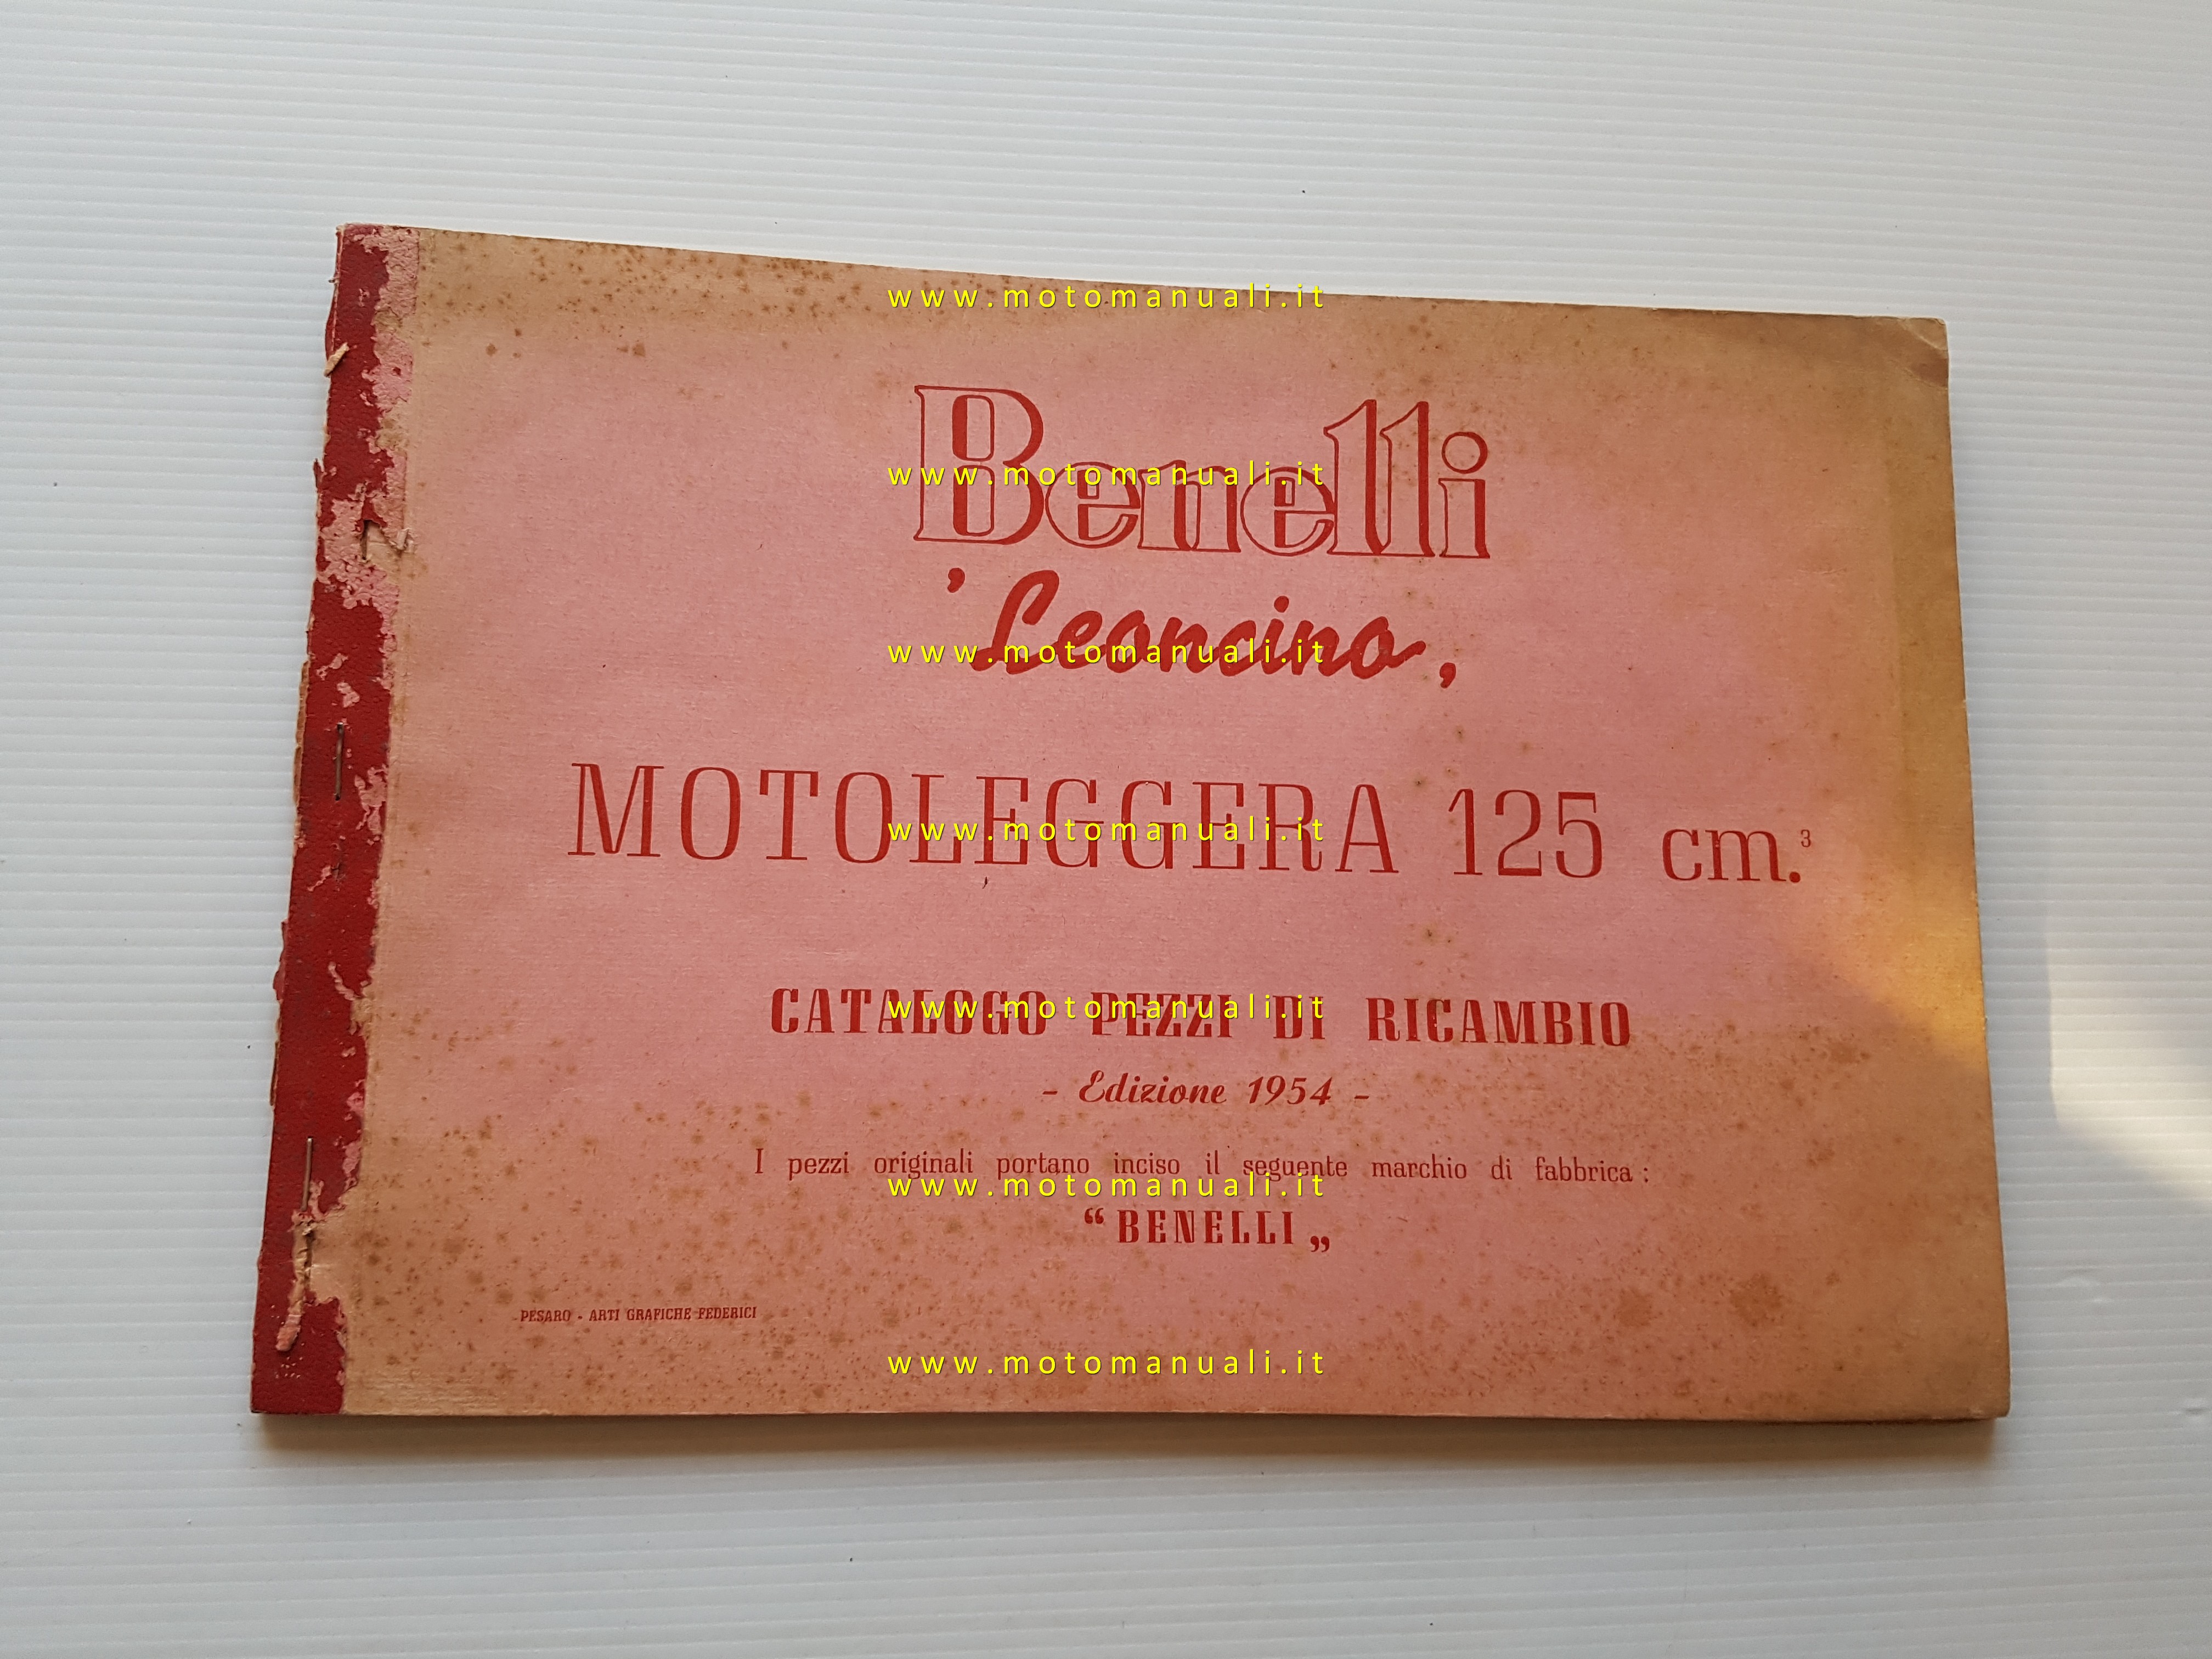 www.motomanuali.it
Benelli
www.motomanuali.it
'Leoncino,
www.motomanuali.it
MOTOLEGGERA 125 cm.³
www.motomanuali.it
CATALOGO PEZZI DI RICAMBIO
www.motomanuali.it
- Edizione 1954 -
I pezzi originali portano inciso il seguente marchio di fabbrica :
www.motomanuali.it
“BENELLI„
PESARO - ARTI GRAFICHE FEDERICI
www.motomanuali.it